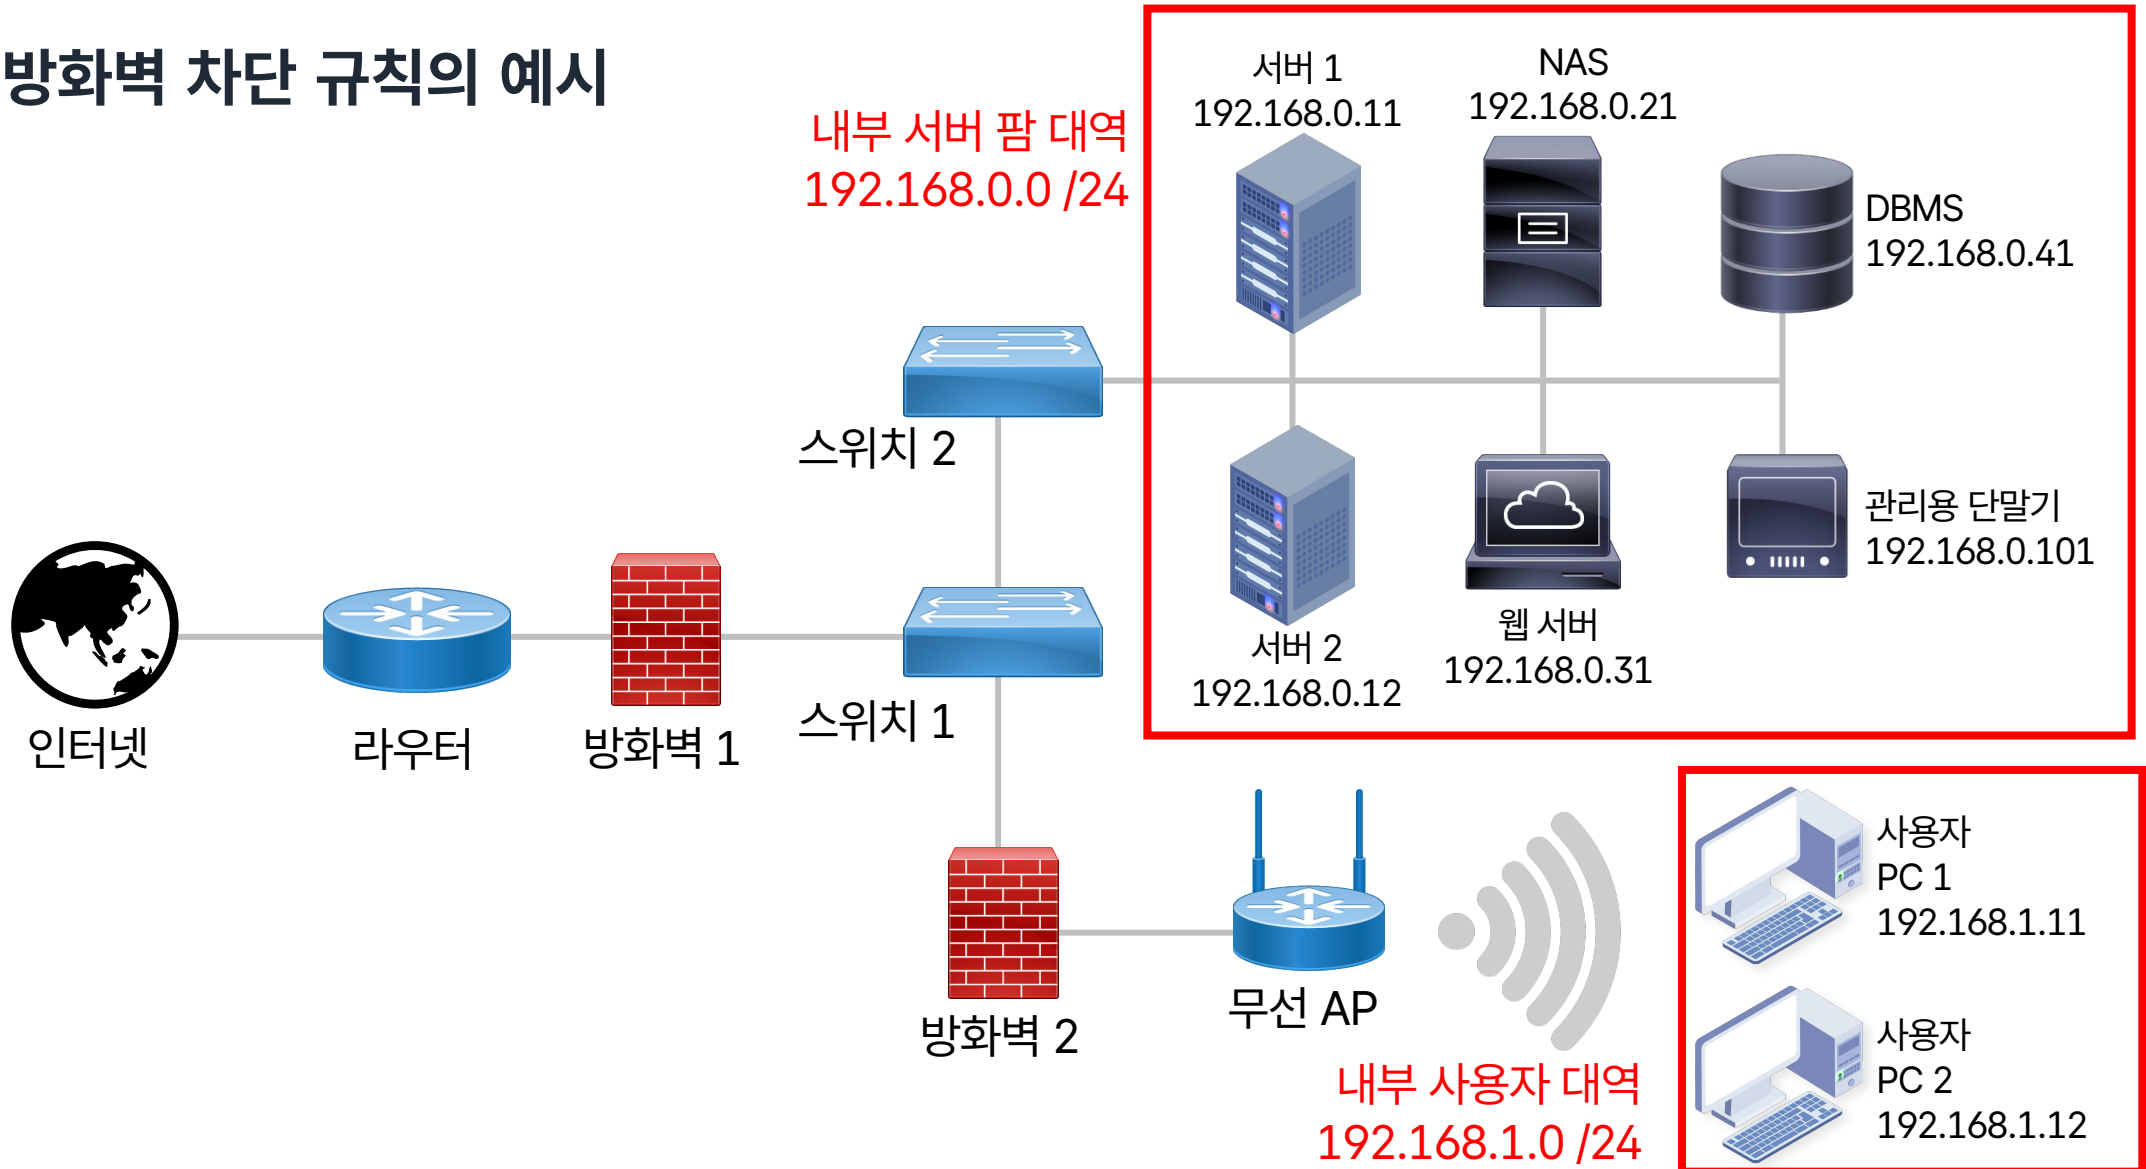 방화벽 차단 규칙의 예시
내부 서버 팜 대역
192.168.0.0 /24
서버 1
192.168.0.11
NAS
192.168.0.21
DBMS
192.168.0.41
스위치 2
서버 2
192.168.0.12
웹 서버
192.168.0.31
관리용 단말기
192.168.0.101
인터넷
라우터
방화벽 1
스위치 1
방화벽 2
무선 AP
내부 사용자 대역
192.168.1.0 /24
사용자
PC 1
192.168.1.11
사용자
PC 2
192.168.1.12